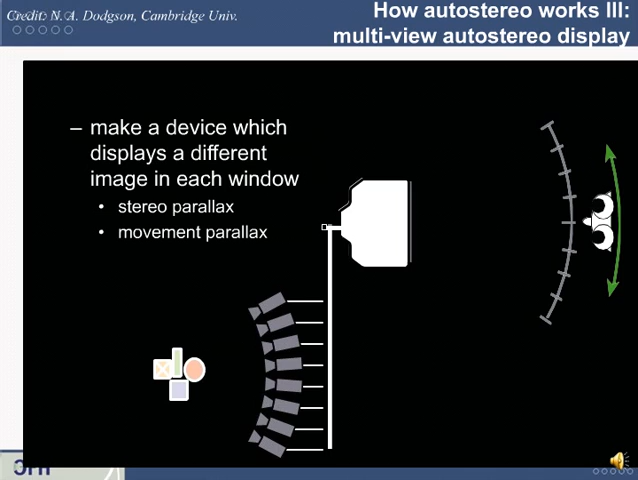 Credit: N. A. Dodgson, Cambridge Univ.
How autostereo works III:
multi-view autostereo display
– make a device which
displays a different
image in each window
• stereo parallax
• movement parallax